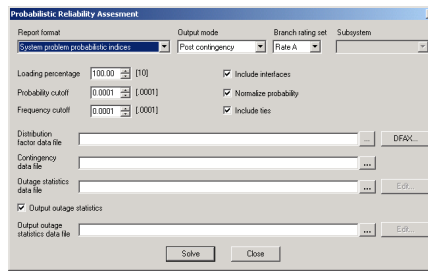 Probabilistic Reliability Assesment
Report format Output mode Branch rating set Subsystem
System problem probabilistic indices Post contingency Rate A
Loading percentage 100.00 [10] Include interfaces
Probability cutoff 0.0001 [.0001] Normalize probability
Frequency cutoff 0.0001 [.0001] Include ties
Distribution
factor data file ... DFAX...
Contingency
data file ...
Outage statistics
data file ... Edit...
Output outage statistics
Output outage
statistics data file ... Edit...
Solve Close